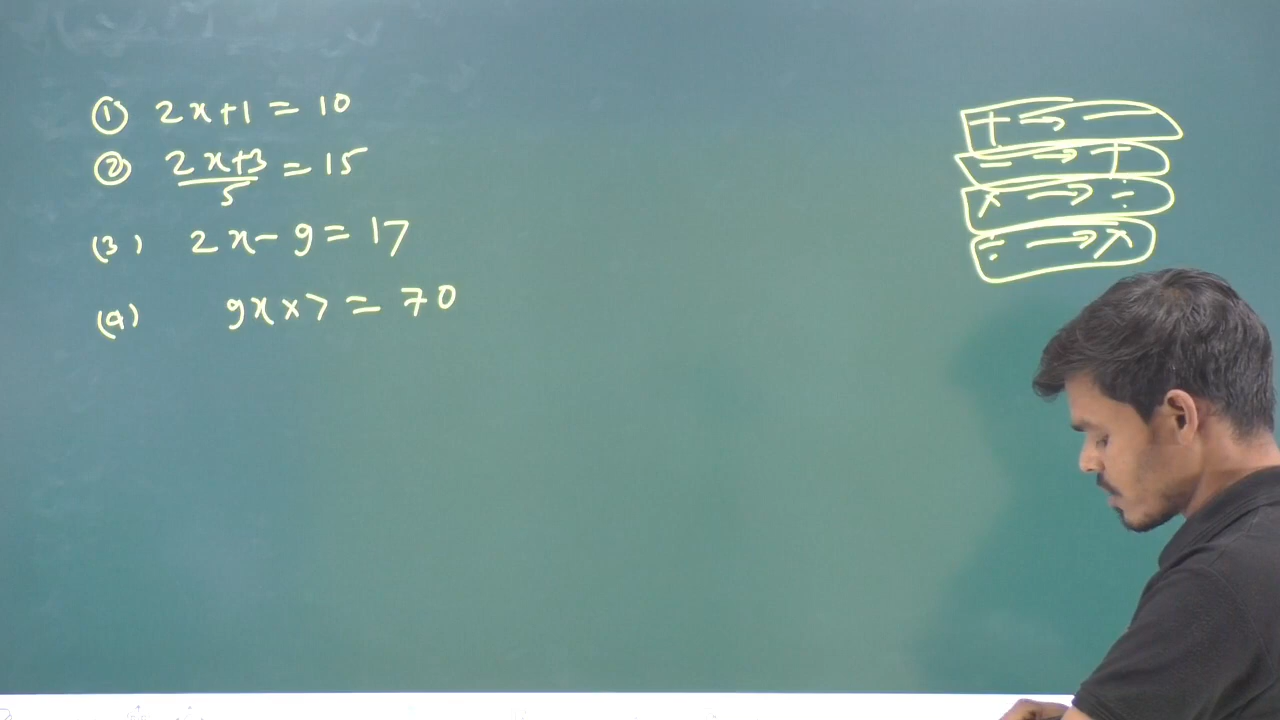 ① 2x+1 = 10
② 2x+3/5 = 15
(3) 2x- 9 = 17
(4) 9x×7 = 70
+ → −
− → +
× → ÷
÷ → ×